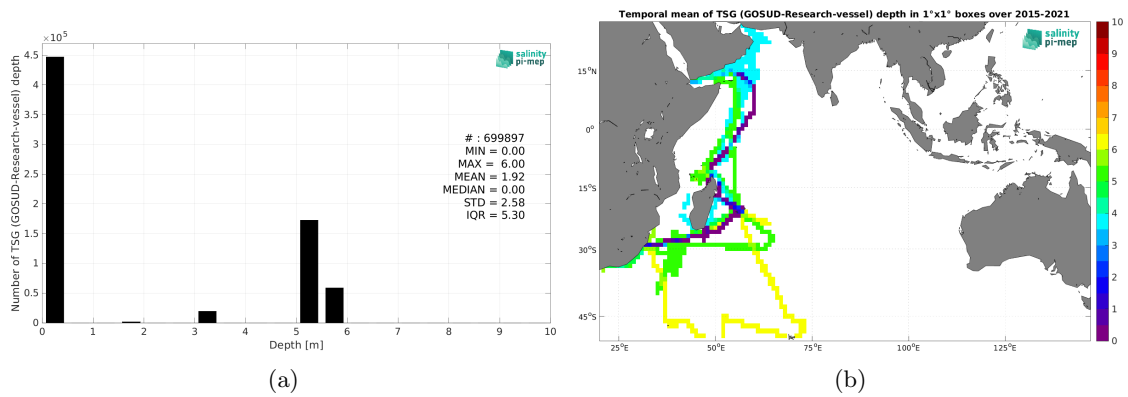 ×10⁵
4.5
4
3.5
3
2.5
2
1.5
1
0.5
0
Number of TSG (GOSUD-Research-vessel) depth
salinity
pi-mep
# : 699897
MIN = 0.00
MAX = 6.00
MEAN = 1.92
MEDIAN = 0.00
STD = 2.58
IQR = 5.30
0 1 2 3 4 5 6 7 8 9 10
Depth [m]
(a)
Temporal mean of TSG (GOSUD-Research-vessel) depth in 1°x1° boxes over 2015-2021
salinity
pi-mep
15°N
0°
15°S
30°S
45°S
25°E 50°E 75°E 100°E 125°E
10
9
8
7
6
5
4
3
2
1
0
(b)